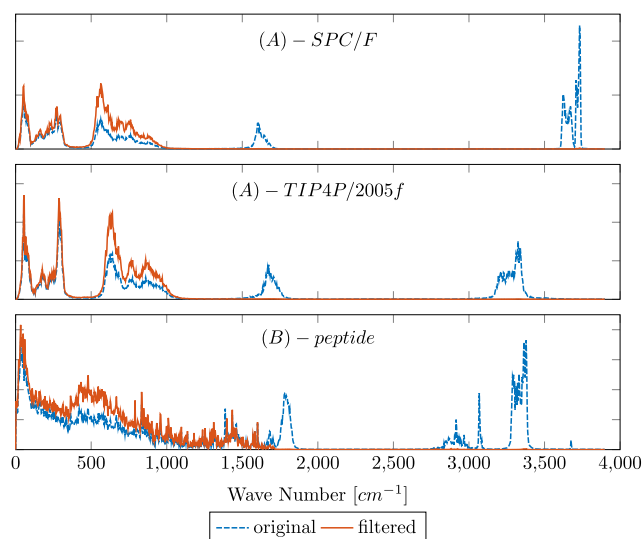 (A) – SPC/F
(A) – TIP4P/2005f
(B) – peptide
0 500 1,000 1,500 2,000 2,500 3,000 3,500 4,000
Wave Number [cm⁻¹]
original filtered